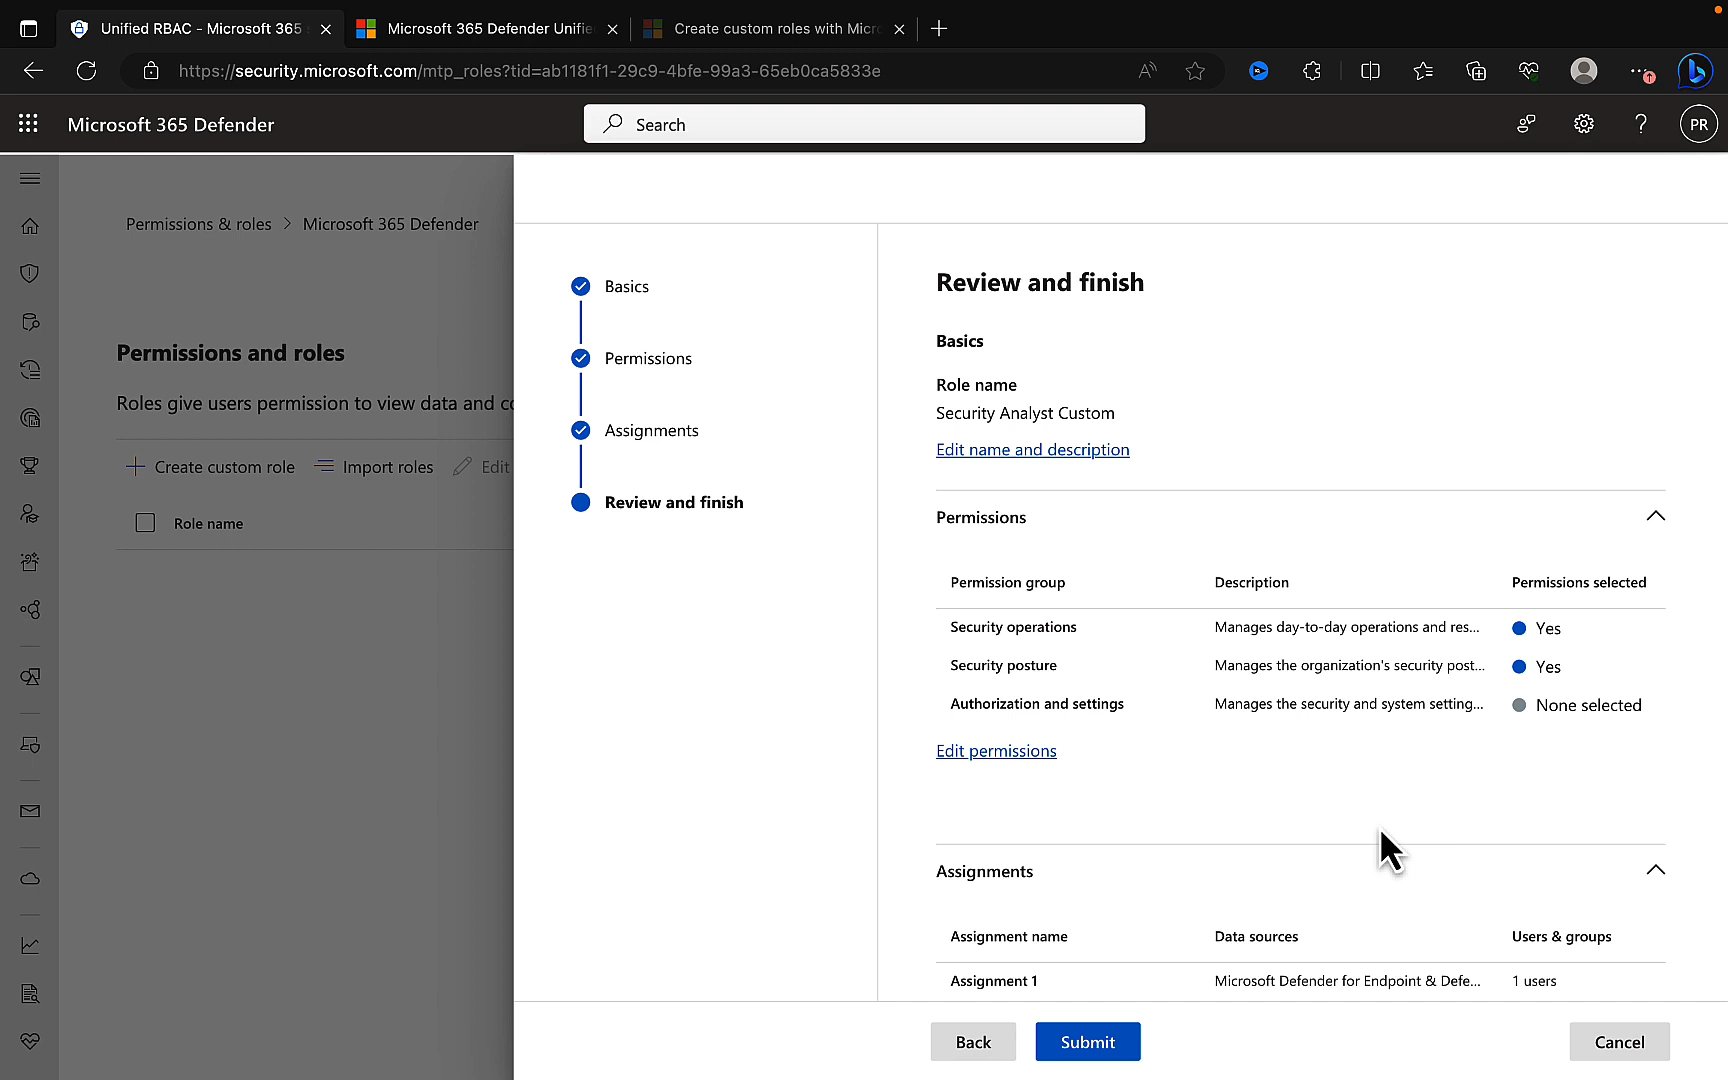 Unified RBAC - Microsoft 365
Microsoft 365 Defender Unifie
Create custom roles with Micro
https://security.microsoft.com/mtp_roles?tid=ab1181f1-29c9-4bfe-99a3-65eb0ca5833e
Microsoft 365 Defender
Search
PR
Permissions & roles > Microsoft 365 Defender
Permissions and roles
Roles give users permission to view data and co
Create custom role
Import roles
Edit
Role name
Basics
Permissions
Assignments
Review and finish
Review and finish
Basics
Role name
Security Analyst Custom
Edit name and description
Permissions
Permission group Description Permissions selected
Security operations Manages day-to-day operations and res... Yes
Security posture Manages the organization's security post... Yes
Authorization and settings Manages the security and system setting... None selected
Edit permissions
Assignments
Assignment name Data sources Users & groups
Assignment 1 Microsoft Defender for Endpoint & Defe... 1 users
Back
Submit
Cancel